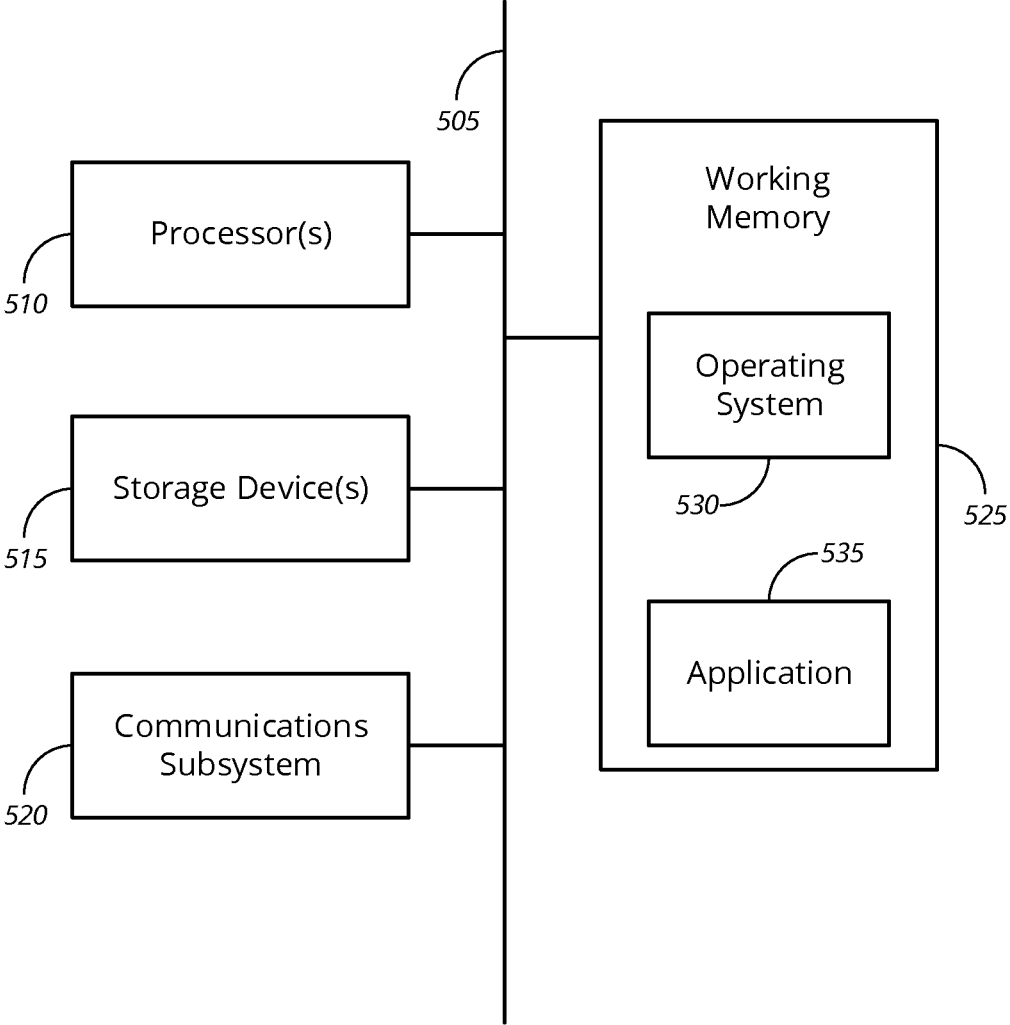 505
Processor(s)
510
Storage Device(s)
515
Communications
Subsystem
520
Working
Memory
Operating
System
530
525
535
Application